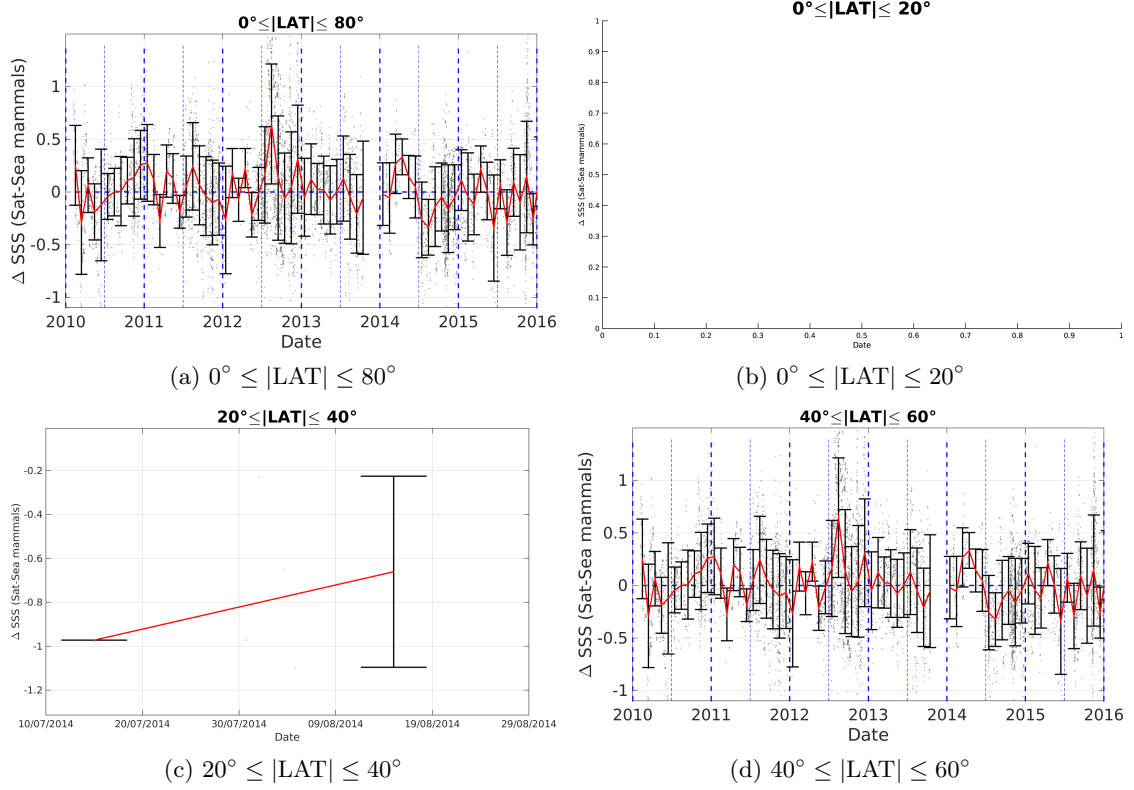 0°≤|LAT|≤ 80°
Δ SSS (Sat-Sea mammals)
1
0.5
0
-0.5
-1
2010 2011 2012 2013 2014 2015 2016
Date
(a) 0° ≤ |LAT| ≤ 80°
0°≤|LAT|≤ 20°
Δ SSS (Sat-Sea mammals)
1
0.9
0.8
0.7
0.6
0.5
0.4
0.3
0.2
0.1
0
0 0.1 0.2 0.3 0.4 0.5 0.6 0.7 0.8 0.9 1
Date
(b) 0° ≤ |LAT| ≤ 20°
20°≤|LAT|≤ 40°
Δ SSS (Sat-Sea mammals)
-0.2
-0.4
-0.6
-0.8
-1
-1.2
10/07/2014 20/07/2014 30/07/2014 09/08/2014 19/08/2014 29/08/2014
Date
(c) 20° ≤ |LAT| ≤ 40°
40°≤|LAT|≤ 60°
Δ SSS (Sat-Sea mammals)
1
0.5
0
-0.5
-1
2010 2011 2012 2013 2014 2015 2016
Date
(d) 40° ≤ |LAT| ≤ 60°